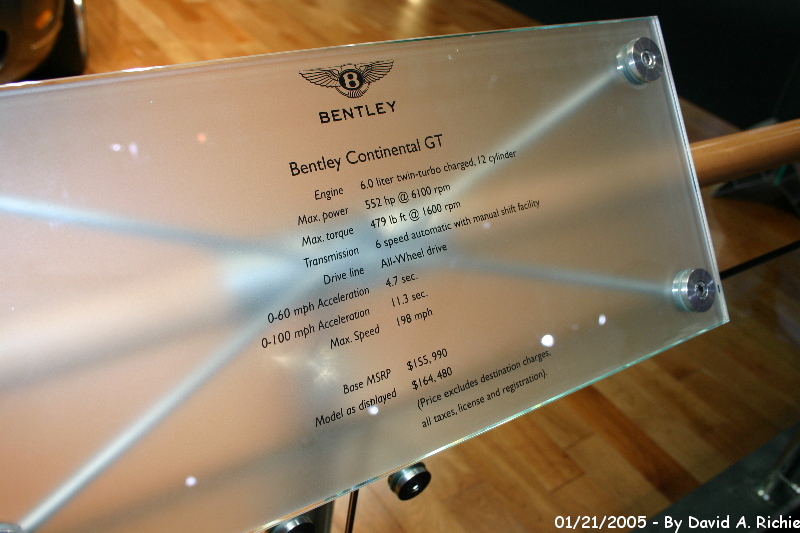 B
BENTLEY
Bentley Continental GT
Engine 6.0 liter twin-turbo charged, 12 cylinder
Max. power 552 hp @ 6100 rpm
Max. torque 479 lb ft @ 1600 rpm
Transmission 6 speed automatic with manual shift facility
Drive line All-Wheel drive
0-60 mph Acceleration 4.7 sec.
0-100 mph Acceleration 11.3 sec.
Max. Speed 198 mph
Base MSRP $155,990
Model as displayed $164,480
(Price excludes destination charges,
all taxes, license and registration).
01/21/2005 - By David A. Richie